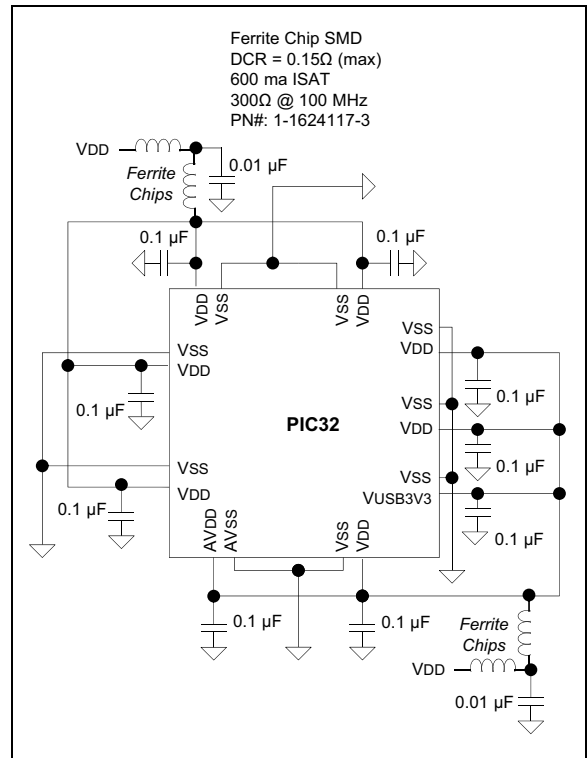 Ferrite Chip SMD
DCR = 0.15Ω (max)
600 ma ISAT
300Ω @ 100 MHz
PN#: 1-1624117-3
VDD
0.01 µF
Ferrite
Chips
0.1 µF
0.1 µF
VDD
VSS
VSS
VDD
VSS
VDD
0.1 µF
VSS
VDD
0.1 µF
PIC32
VSS
VDD
0.1 µF
VSS
VDD
0.1 µF
VSS
VUSB3V3
0.1 µF
AVDD
AVSS
VSS
VDD
0.1 µF
0.1 µF
Ferrite
Chips
VDD
0.01 µF